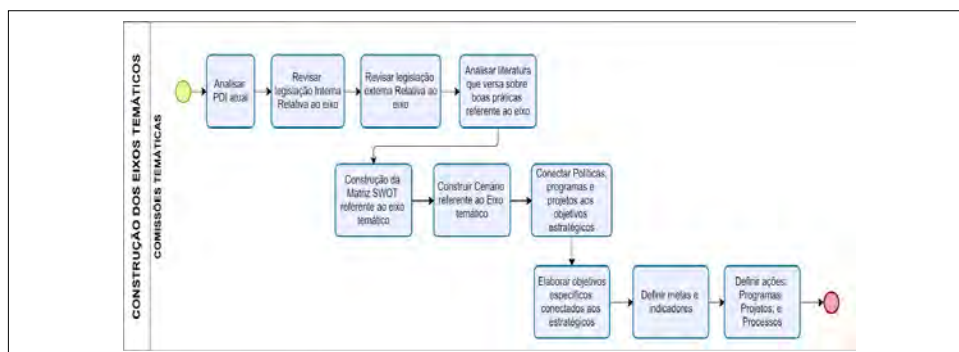 CONSTRUÇÃO DOS EIXOS TEMÁTICOS
COMISSÕES TEMÁTICAS
Analisar
PDI atual
Revisar
legislação Interna
Relativa ao eixo
Revisar legislação
externa Relativa ao
eixo
Analisar literatura
que versa sobre
boas práticas
referente ao eixo
Construção da
Matriz SWOT
referente ao eixo
temático
Construir Cenário
referente ao Eixo
temático
Conectar Políticas,
programas e
projetos aos
objetivos
estratégicos
Elaborar objetivos
específicos
conectados aos
estratégicos
Definir metas e
indicadores
Definir ações:
Programas
Projetos; e
Processos